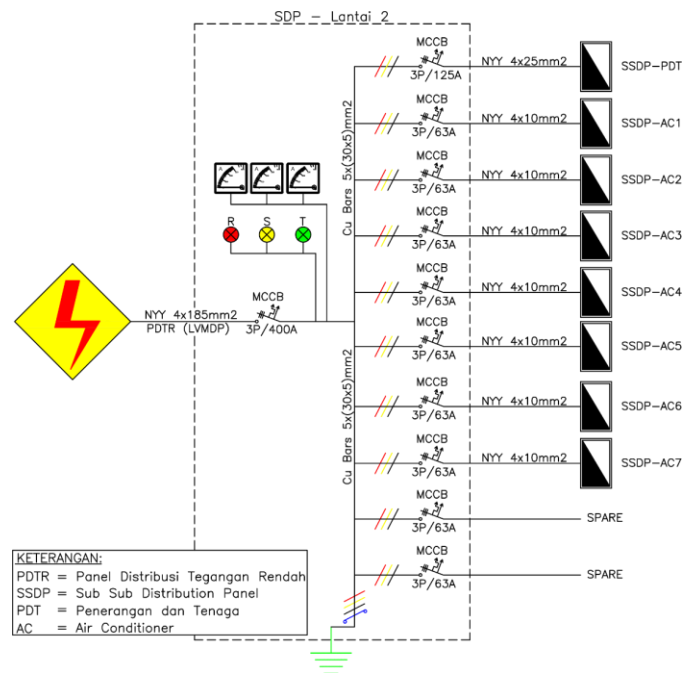 SDP - Lantai 2
MCCB
3P/125A
NYY 4x25mm2
SSDP-PDT
MCCB
3P/63A
NYY 4x10mm2
SSDP-AC1
MCCB
3P/63A
NYY 4x10mm2
SSDP-AC2
MCCB
3P/63A
NYY 4x10mm2
SSDP-AC3
MCCB
3P/63A
NYY 4x10mm2
SSDP-AC4
MCCB
3P/63A
NYY 4x10mm2
SSDP-AC5
MCCB
3P/63A
NYY 4x10mm2
SSDP-AC6
MCCB
3P/63A
NYY 4x10mm2
SSDP-AC7
MCCB
3P/63A
SPARE
MCCB
3P/63A
SPARE
Cu Bars 5x(30x5)mm2
Cu Bars 5x(30x5)mm2
A A A
R S T
NYY 4x185mm2
PDTR (LVMDP)
MCCB
3P/400A
KETERANGAN:
PDTR = Panel Distribusi Tegangan Rendah
SSDP = Sub Sub Distribution Panel
PDT = Penerangan dan Tenaga
AC = Air Conditioner